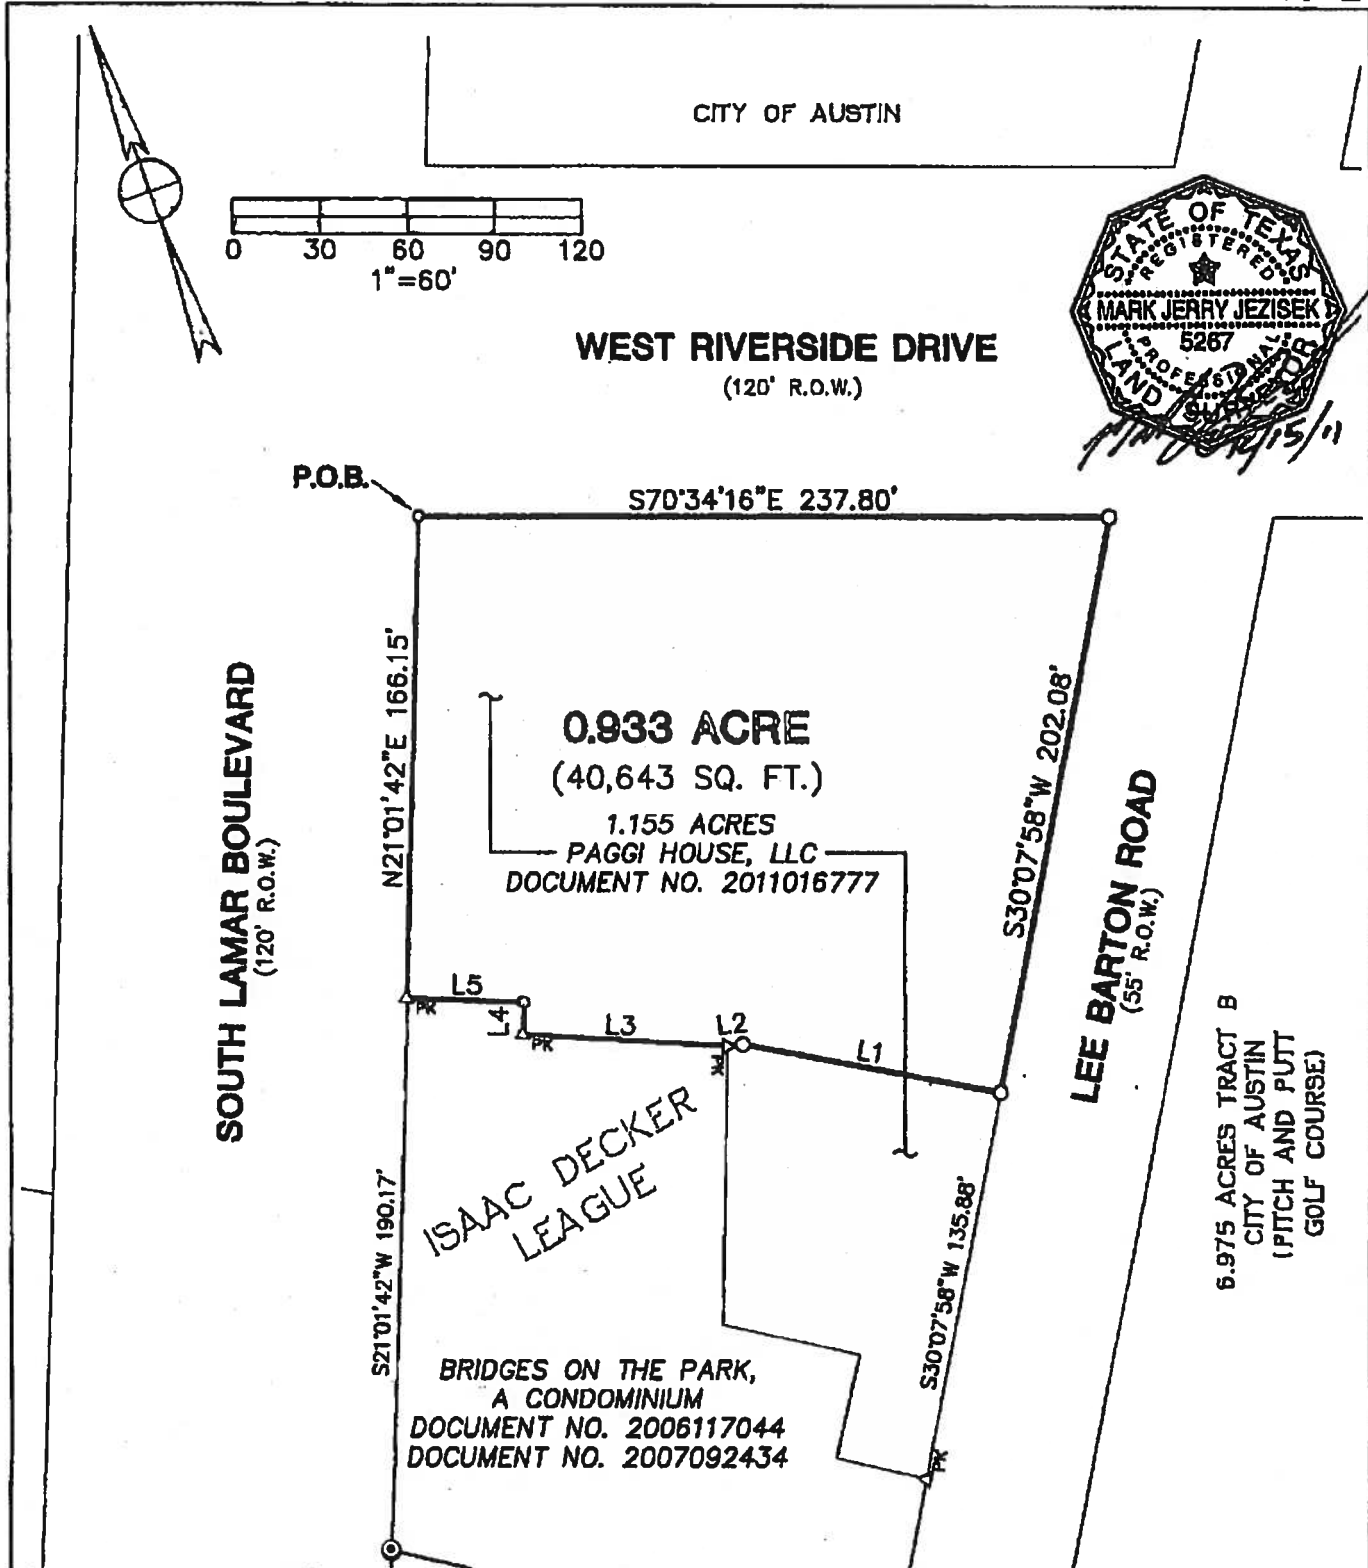 CITY OF AUSTIN
0 30 60 90 120
1"=60'
STATE OF TEXAS
REGISTERED
MARK JERRY JEZISEK
5267
PROFESSIONAL
LAND SURVEYOR
WEST RIVERSIDE DRIVE
(120' R.O.W.)
P.O.B.
S70°34'16"E 237.80'
N21°01'42"E 166.15'
SOUTH LAMAR BOULEVARD
(120' R.O.W.)
0.933 ACRE
(40,643 SQ. FT.)
1.155 ACRES
PAGGI HOUSE, LLC
DOCUMENT NO. 2011016777
S30°07'58"W 202.08'
LEE BARTON ROAD
(55' R.O.W.)
L5
PK
L4
PK
L3
L2
PK
L1
ISAAC DECKER
LEAGUE
6.975 ACRES TRACT B
CITY OF AUSTIN
(PITCH AND PUTT
GOLF COURSE)
S21°01'42"W 190.17'
S30°07'58"W 135.88'
BRIDGES ON THE PARK,
A CONDOMINIUM
DOCUMENT NO. 2006117044
DOCUMENT NO. 2007092434
PK